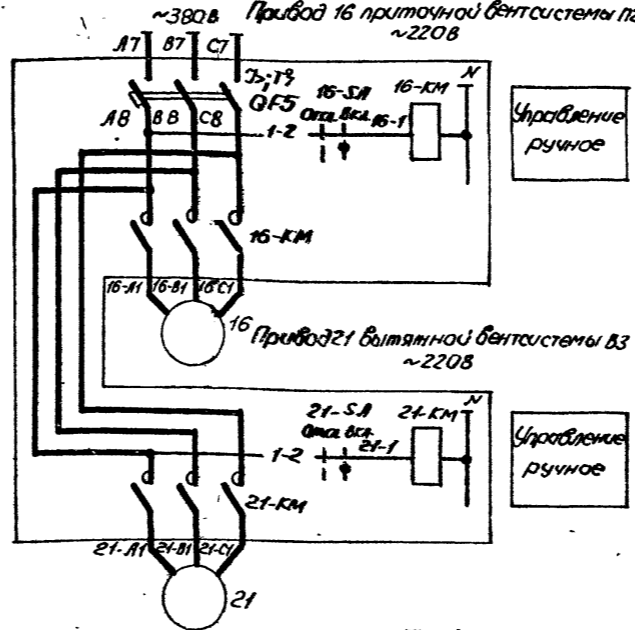 ~380в Привод 16 приточной вентсистемы
~220в
А7 В7 С7
I>;T° 16-SA 16-КМ N
QF5 Откл. Вкл.
А8 В8 С8 1-2 16-1
Управление
ручное
16-КМ
16-А1 16-В1 16-С1
16
Привод 21 вытяжной вентсистемы В3
~220В
21-SA 21-КМ N
Откл. Вкл.
1-2 21-1
Управление
ручное
21-КМ
21-А1 21-В1 21-С1
21